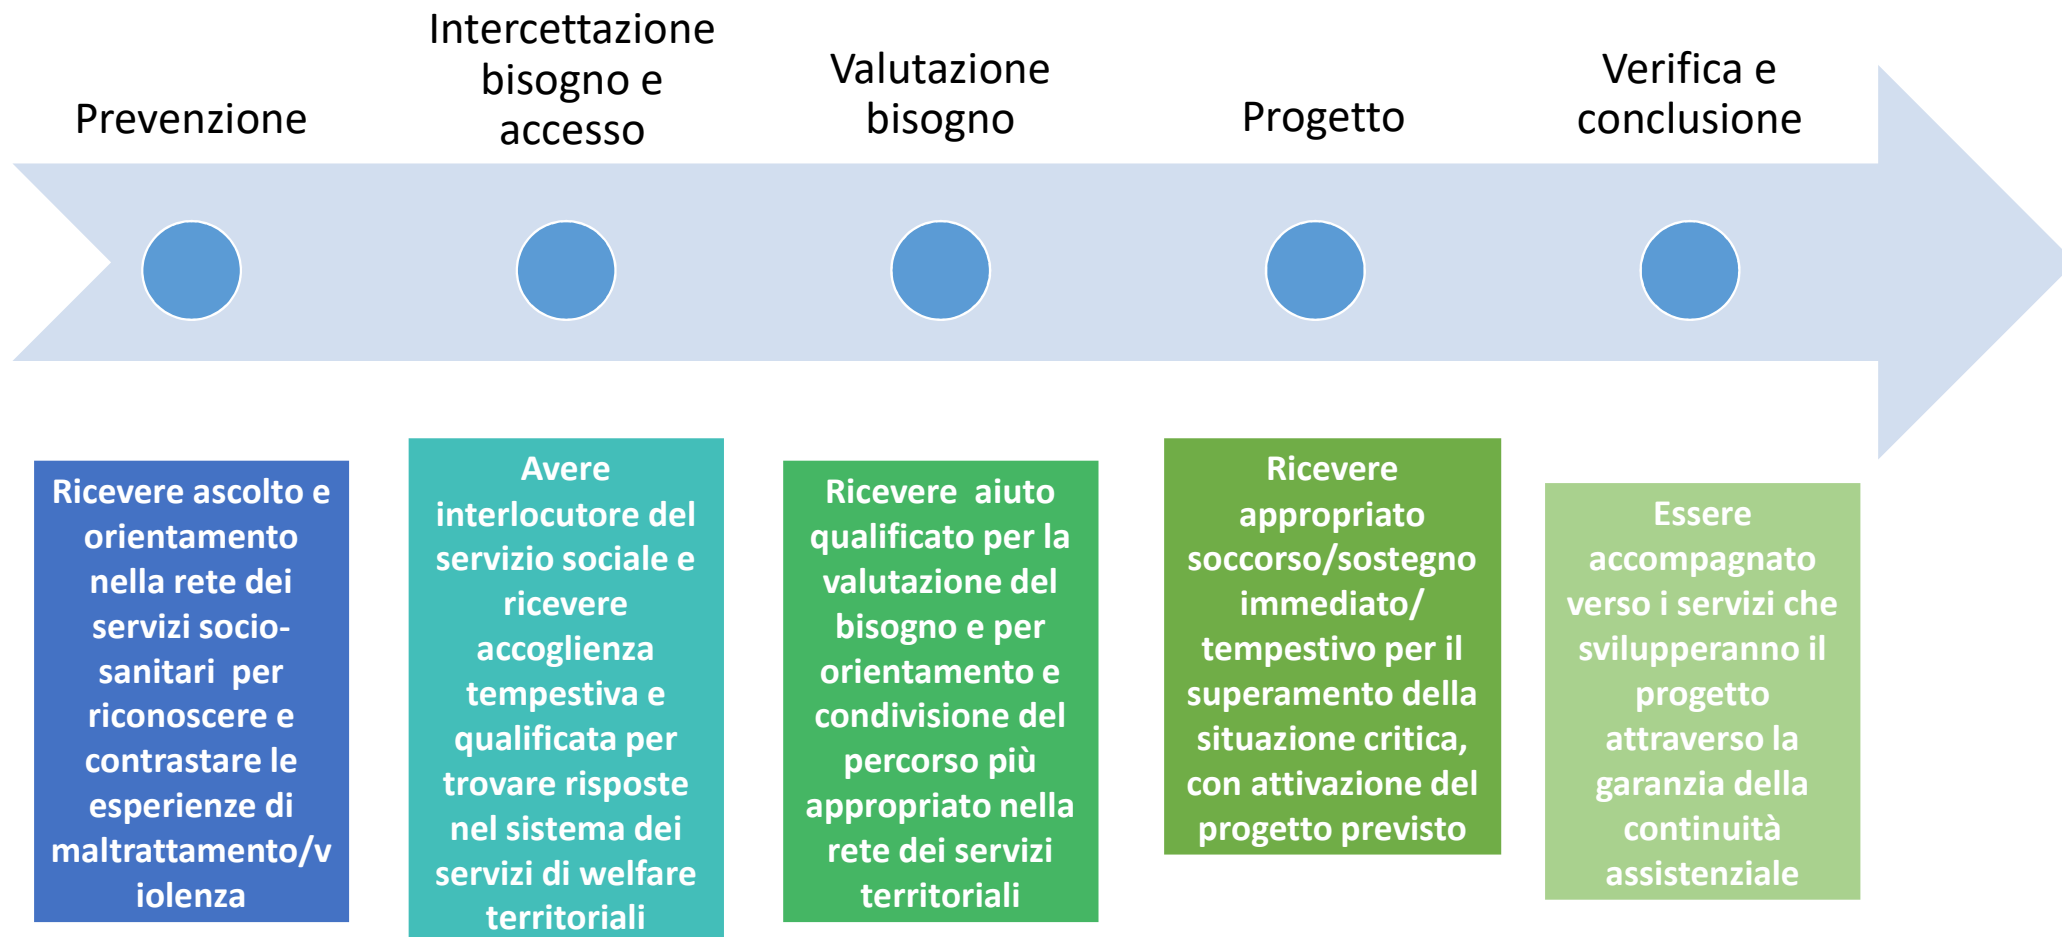 Prevenzione
Intercettazione
bisogno e
accesso
Valutazione
bisogno
Progetto
Verifica e
conclusione
Ricevere ascolto e
orientamento
nella rete dei
servizi socio-
sanitari per
riconoscere e
contrastare le
esperienze di
maltrattamento/v
iolenza
Avere
interlocutore del
servizio sociale e
ricevere
accoglienza
tempestiva e
qualificata per
trovare risposte
nel sistema dei
servizi di welfare
territoriali
Ricevere aiuto
qualificato per la
valutazione del
bisogno e per
orientamento e
condivisione del
percorso più
appropriato nella
rete dei servizi
territoriali
Ricevere
appropriato
soccorso/sostegno
immediato/
tempestivo per il
superamento della
situazione critica,
con attivazione del
progetto previsto
Essere
accompagnato
verso i servizi che
svilupperanno il
progetto
attraverso la
garanzia della
continuità
assistenziale